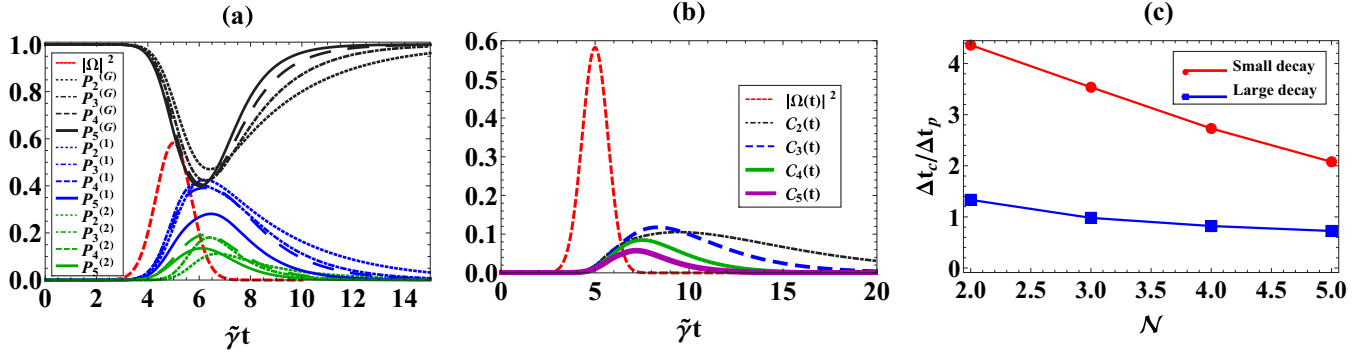 (a)
1.0
0.8
0.6
0.4
0.2
0.0
|Ω|²
P₂⁽ᴳ⁾
P₃⁽ᴳ⁾
P₄⁽ᴳ⁾
P₅⁽ᴳ⁾
P₂⁽¹⁾
P₃⁽¹⁾
P₄⁽¹⁾
P₅⁽¹⁾
P₂⁽²⁾
P₃⁽²⁾
P₄⁽²⁾
P₅⁽²⁾
0 2 4 6 8 10 12 14
γ̃t
(b)
0.6
0.5
0.4
0.3
0.2
0.1
0.0
|Ω(t)|²
C₂(t)
C₃(t)
C₄(t)
C₅(t)
0 5 10 15 20
γ̃t
(c)
Δt_c/Δt_p
4
3
2
1
0
Small decay
Large decay
2.0 2.5 3.0 3.5 4.0 4.5 5.0
𝒩